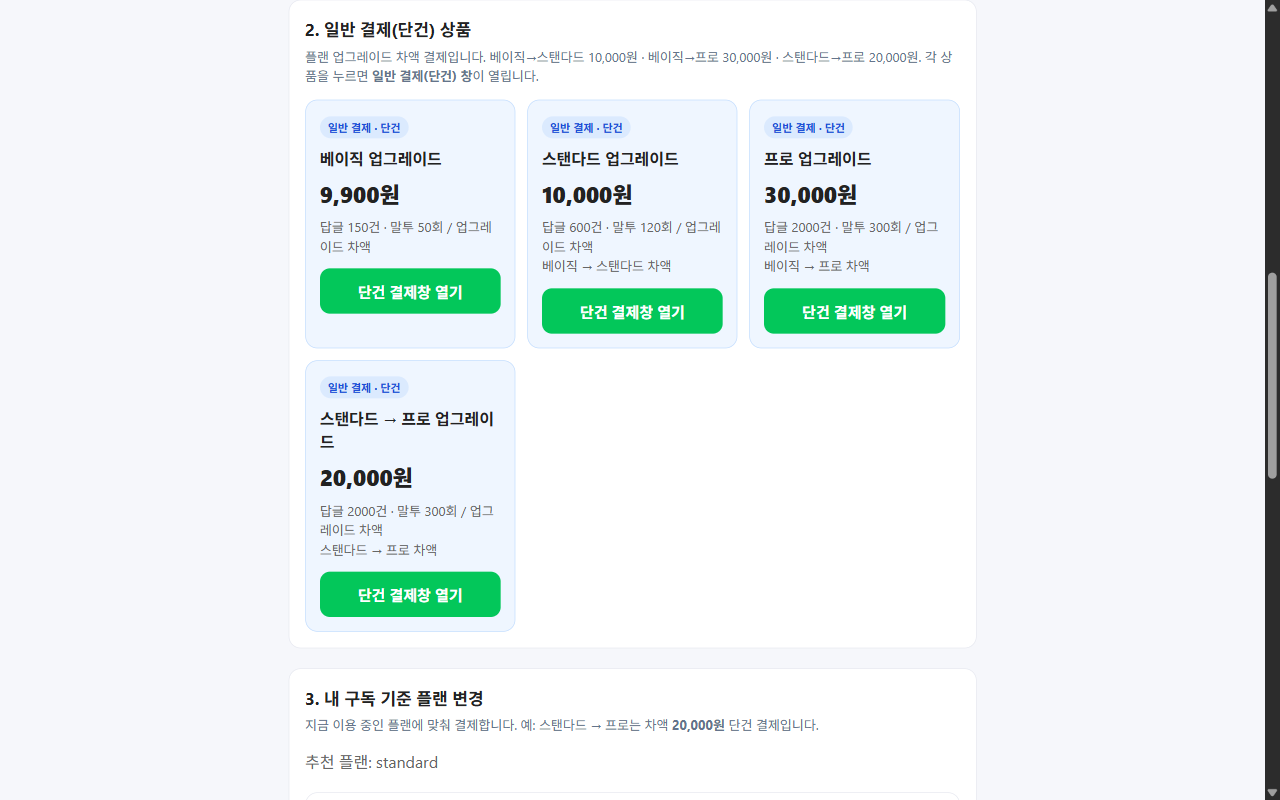 2. 일반 결제(단건) 상품
플랜 업그레이드 차액 결제입니다. 베이직→스탠다드 10,000원 · 베이직→프로 30,000원 · 스탠다드→프로 20,000원. 각 상
품을 누르면 일반 결제(단건) 창이 열립니다.
일반 결제 · 단건
베이직 업그레이드
9,900원
답글 150건 · 말투 50회 / 업그레
이드 차액
단건 결제창 열기
일반 결제 · 단건
스탠다드 업그레이드
10,000원
답글 600건 · 말투 120회 / 업그레
이드 차액
베이직 → 스탠다드 차액
단건 결제창 열기
일반 결제 · 단건
프로 업그레이드
30,000원
답글 2000건 · 말투 300회 / 업그
레이드 차액
베이직 → 프로 차액
단건 결제창 열기
일반 결제 · 단건
스탠다드 → 프로 업그레이
드
20,000원
답글 2000건 · 말투 300회 / 업그
레이드 차액
스탠다드 → 프로 차액
단건 결제창 열기
3. 내 구독 기준 플랜 변경
지금 이용 중인 플랜에 맞춰 결제합니다. 예: 스탠다드 → 프로는 차액 20,000원 단건 결제입니다.
추천 플랜: standard